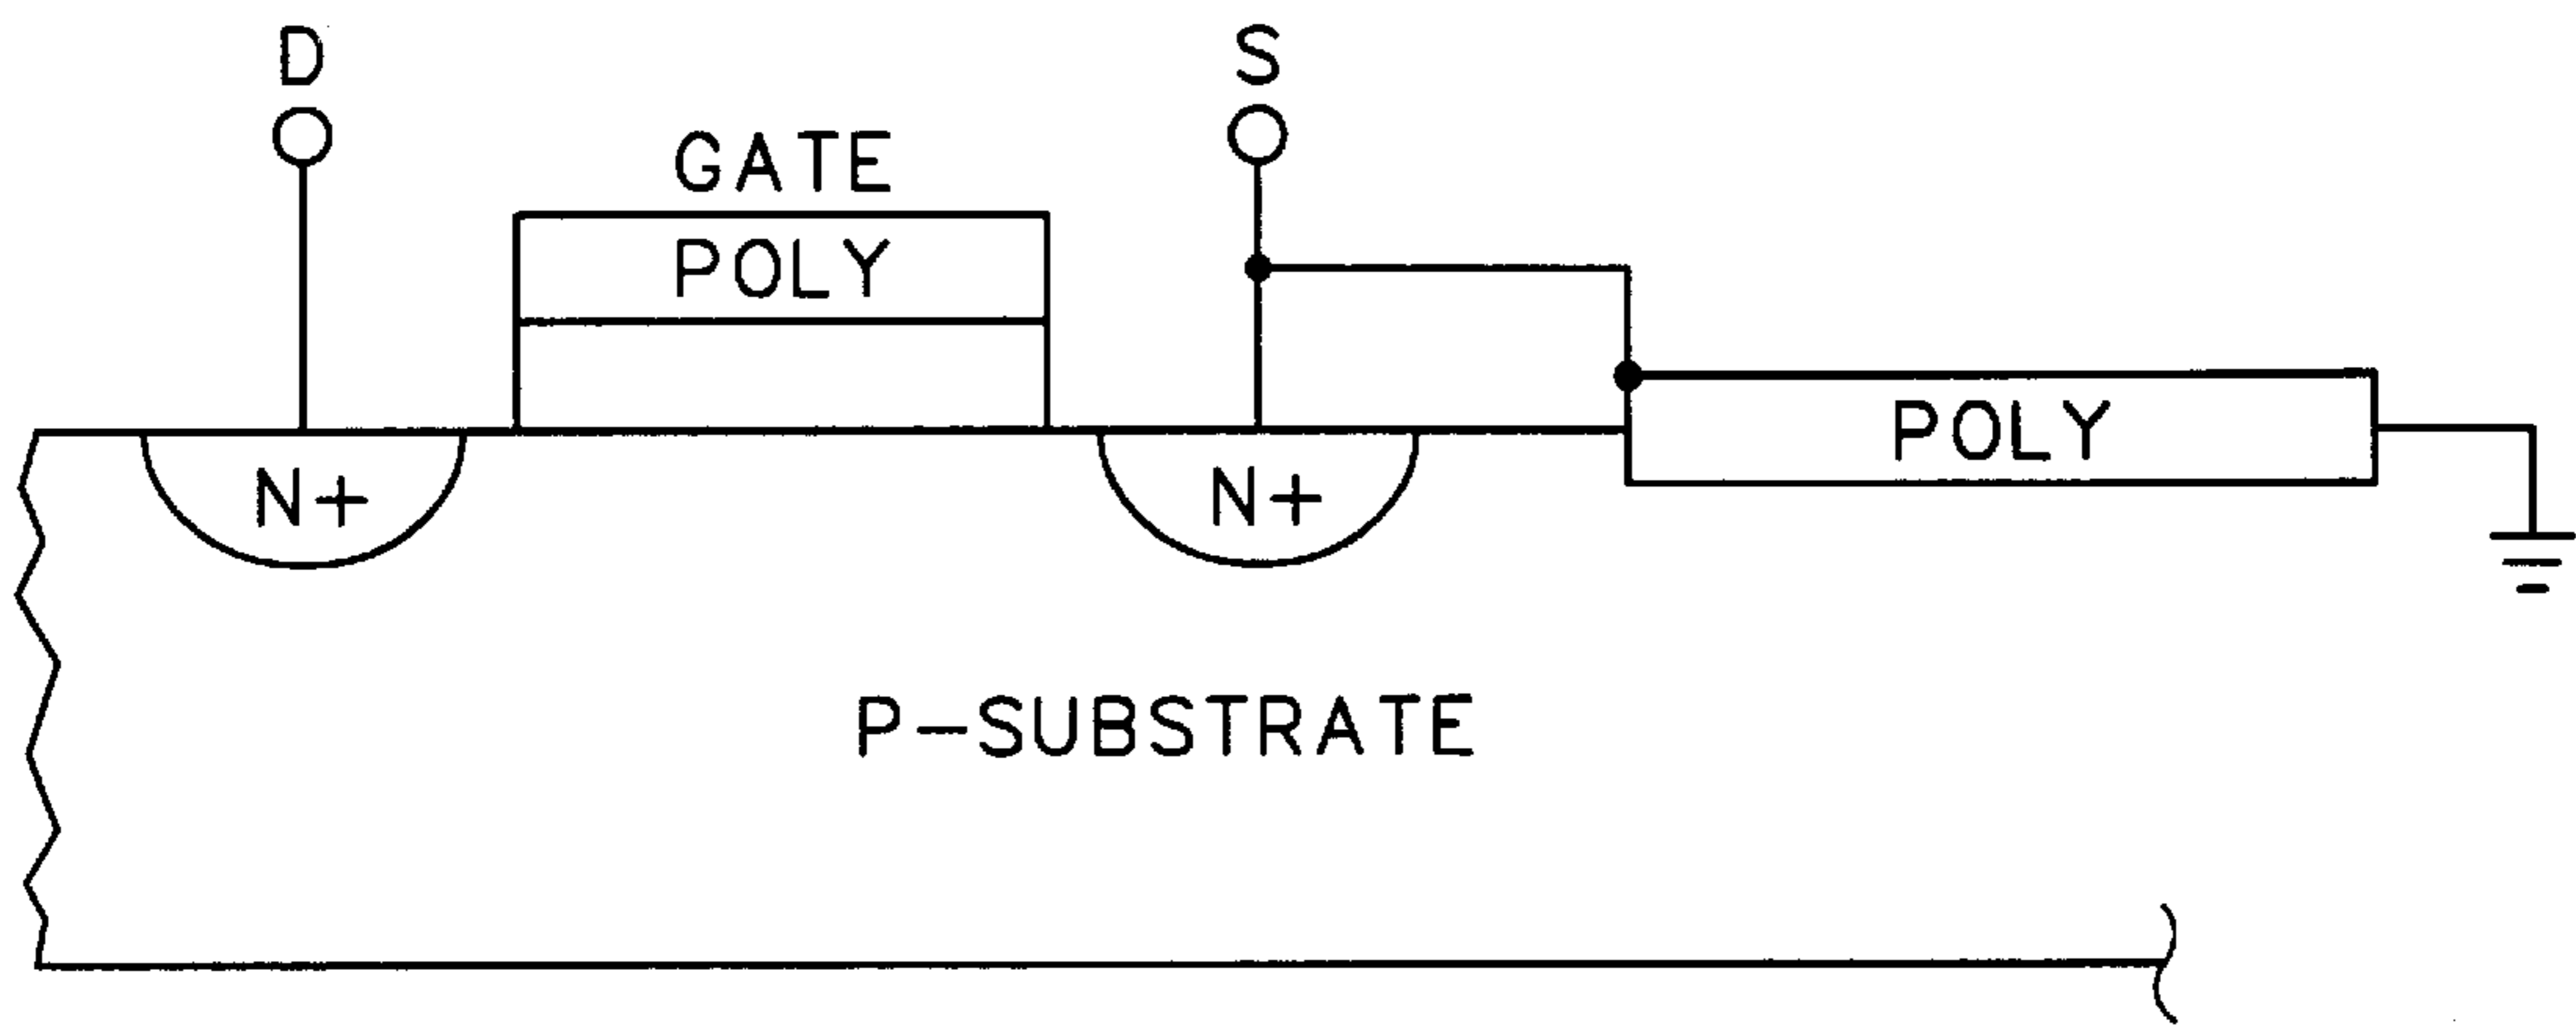 D
S
GATE
POLY
POLY
N+
N+
P-SUBSTRATE